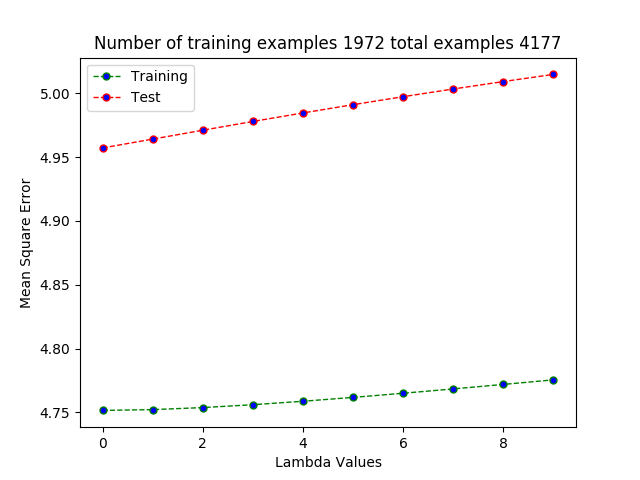 Number of training examples 1972 total examples 4177
Training
Test
5.00
4.95
4.90
4.85
4.80
4.75
Mean Square Error
0 2 4 6 8
Lambda Values